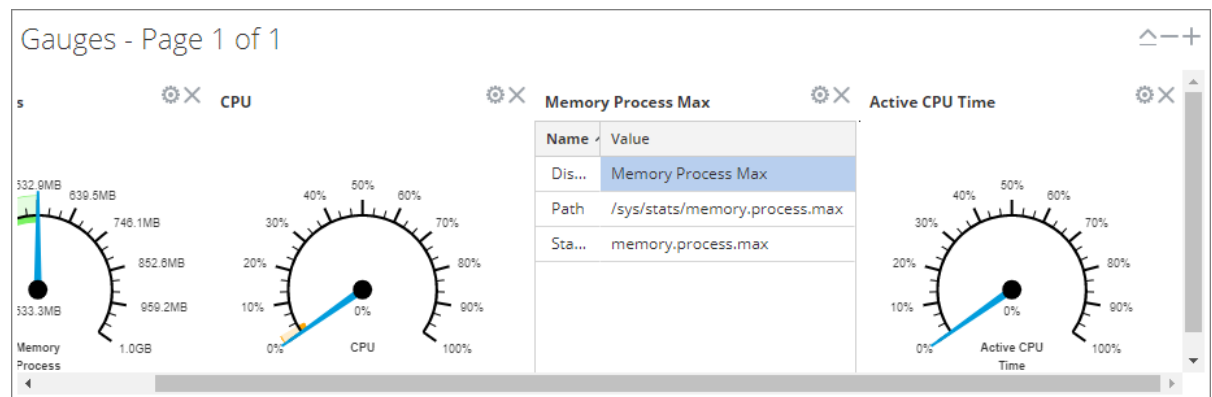 Gauges - Page 1 of 1
s
CPU
Memory Process Max
Active CPU Time
Name Value
Dis... Memory Process Max
Path /sys/stats/memory.process.max
Sta... memory.process.max
532.9MB
639.5MB
746.1MB
852.6MB
959.2MB
1.0GB
533.3MB
Memory
Process
0%
10%
20%
30%
40%
50%
60%
70%
80%
90%
100%
0%
CPU
0%
10%
20%
30%
40%
50%
60%
70%
80%
90%
100%
0%
Active CPU
Time